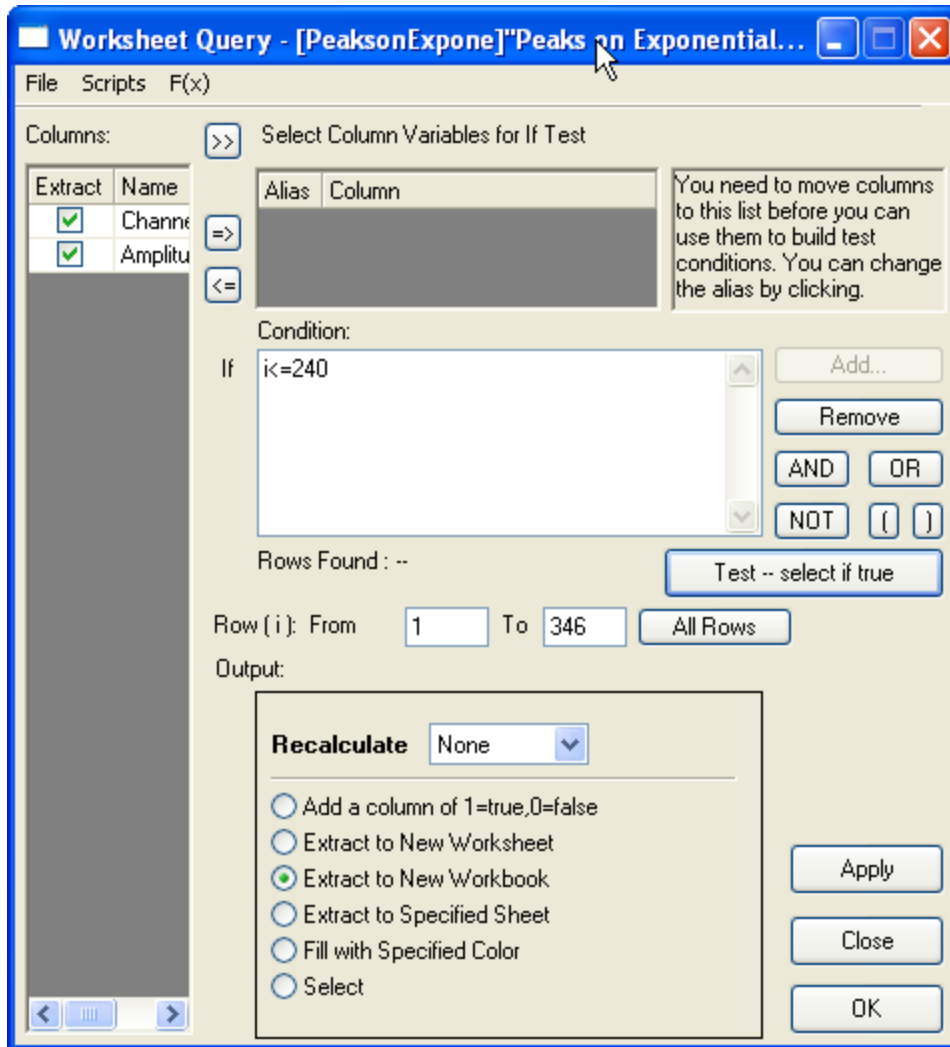 Worksheet Query - [PeaksonExpone]"Peaks on Exponential...
File Scripts F(x)
Columns:
>> Select Column Variables for If Test
Extract Name
Channe
Amplitu
=>
<=
Alias Column
You need to move columns
to this list before you can
use them to build test
conditions. You can change
the alias by clicking.
Condition:
If i<=240
Add...
Remove
AND OR
NOT ( )
Rows Found : --
Test -- select if true
Row ( i ): From 1 To 346 All Rows
Output:
Recalculate None
Add a column of 1=true,0=false
Extract to New Worksheet
Extract to New Workbook
Extract to Specified Sheet
Fill with Specified Color
Select
Apply
Close
OK